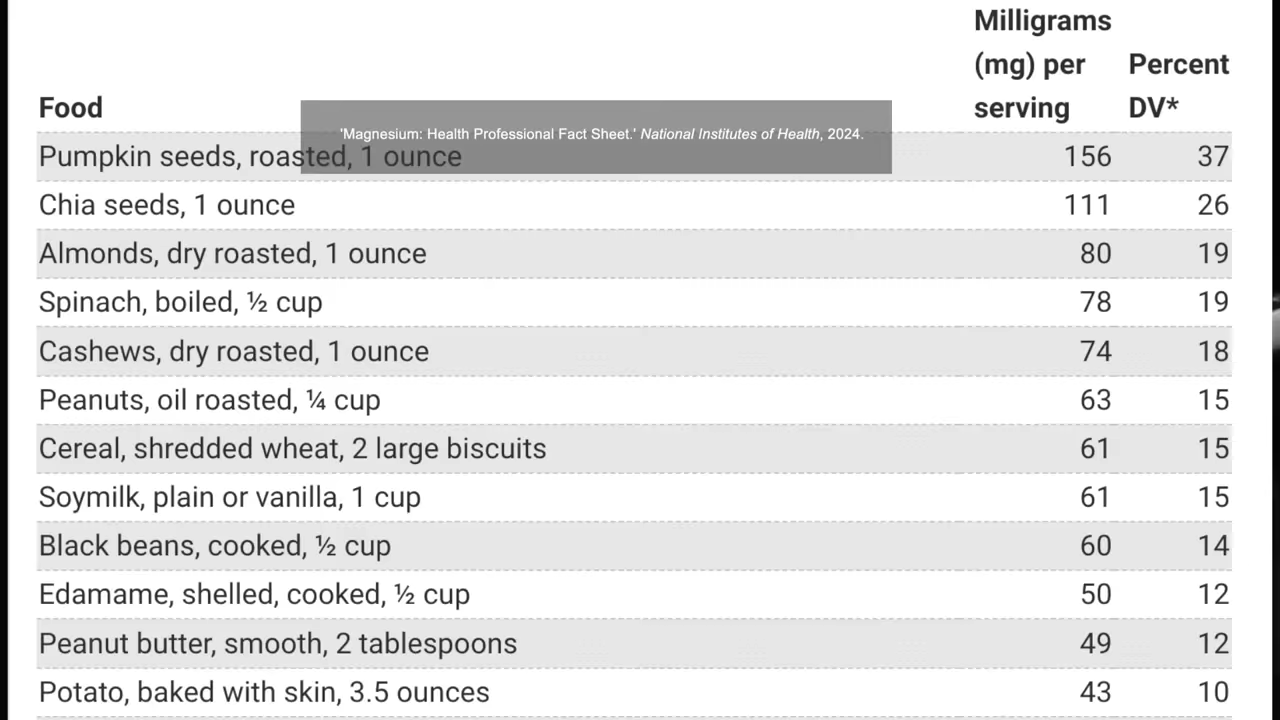 Food Milligrams (mg) per serving Percent DV*
'Magnesium: Health Professional Fact Sheet.' National Institutes of Health, 2024.
Pumpkin seeds, roasted, 1 ounce 156 37
Chia seeds, 1 ounce 111 26
Almonds, dry roasted, 1 ounce 80 19
Spinach, boiled, ½ cup 78 19
Cashews, dry roasted, 1 ounce 74 18
Peanuts, oil roasted, ¼ cup 63 15
Cereal, shredded wheat, 2 large biscuits 61 15
Soymilk, plain or vanilla, 1 cup 61 15
Black beans, cooked, ½ cup 60 14
Edamame, shelled, cooked, ½ cup 50 12
Peanut butter, smooth, 2 tablespoons 49 12
Potato, baked with skin, 3.5 ounces 43 10